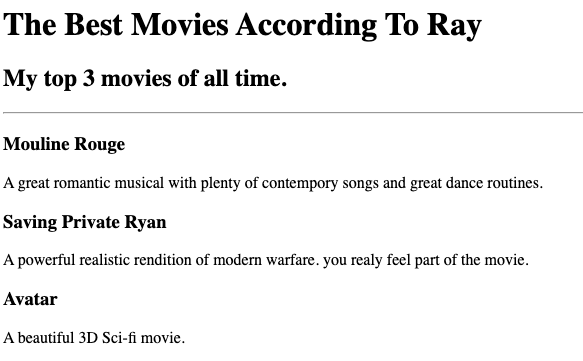 The Best Movies According To Ray
My top 3 movies of all time.
Mouline Rouge
A great romantic musical with plenty of contempory songs and great dance routines.
Saving Private Ryan
A powerful realistic rendition of modern warfare. you realy feel part of the movie.
Avatar
A beautiful 3D Sci-fi movie.